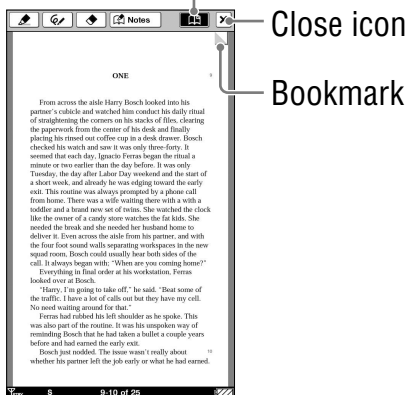 Notes
Close icon
Bookmark
ONE
9
From across the aisle Harry Bosch looked into his
partner's cubicle and watched him conduct his daily ritual
of straightening the corners on his stacks of files, clearing
the paperwork from the center of his desk and finally
placing his rinsed out coffee cup in a desk drawer. Bosch
checked his watch and saw it was only three-forty. It
seemed that each day, Ignacio Ferras began the ritual a
minute or two earlier than the day before. It was only
Tuesday, the day after Labor Day weekend and the start of
a short week, and already he was edging toward the early
exit. This routine was always prompted by a phone call
from home. There was a wife waiting there with a with a
toddler and a brand new set of twins. She watched the clock
like the owner of a candy store watches the fat kids. She
needed the break and she needed her husband home to
deliver it. Even across the aisle from his partner, and with
the four foot sound walls separating workspaces in the new
squad room, Bosch could usually hear both sides of the
call. It always began with: "When are you coming home?"
Everything in final order at his workstation, Ferras
looked over at Bosch.
"Harry, I'm going to take off," he said. "Beat some of
the traffic. I have a lot of calls out but they have my cell.
No need waiting around for that."
Ferras had rubbed his left shoulder as he spoke. This
was also part of the routine. It was his unspoken way of
reminding Bosch that he had taken a bullet a couple years
before and had earned the early exit.
Bosch just nodded. The issue wasn't really about
10
whether his partner left the job early or what he had earned.
S
9-10 of 25